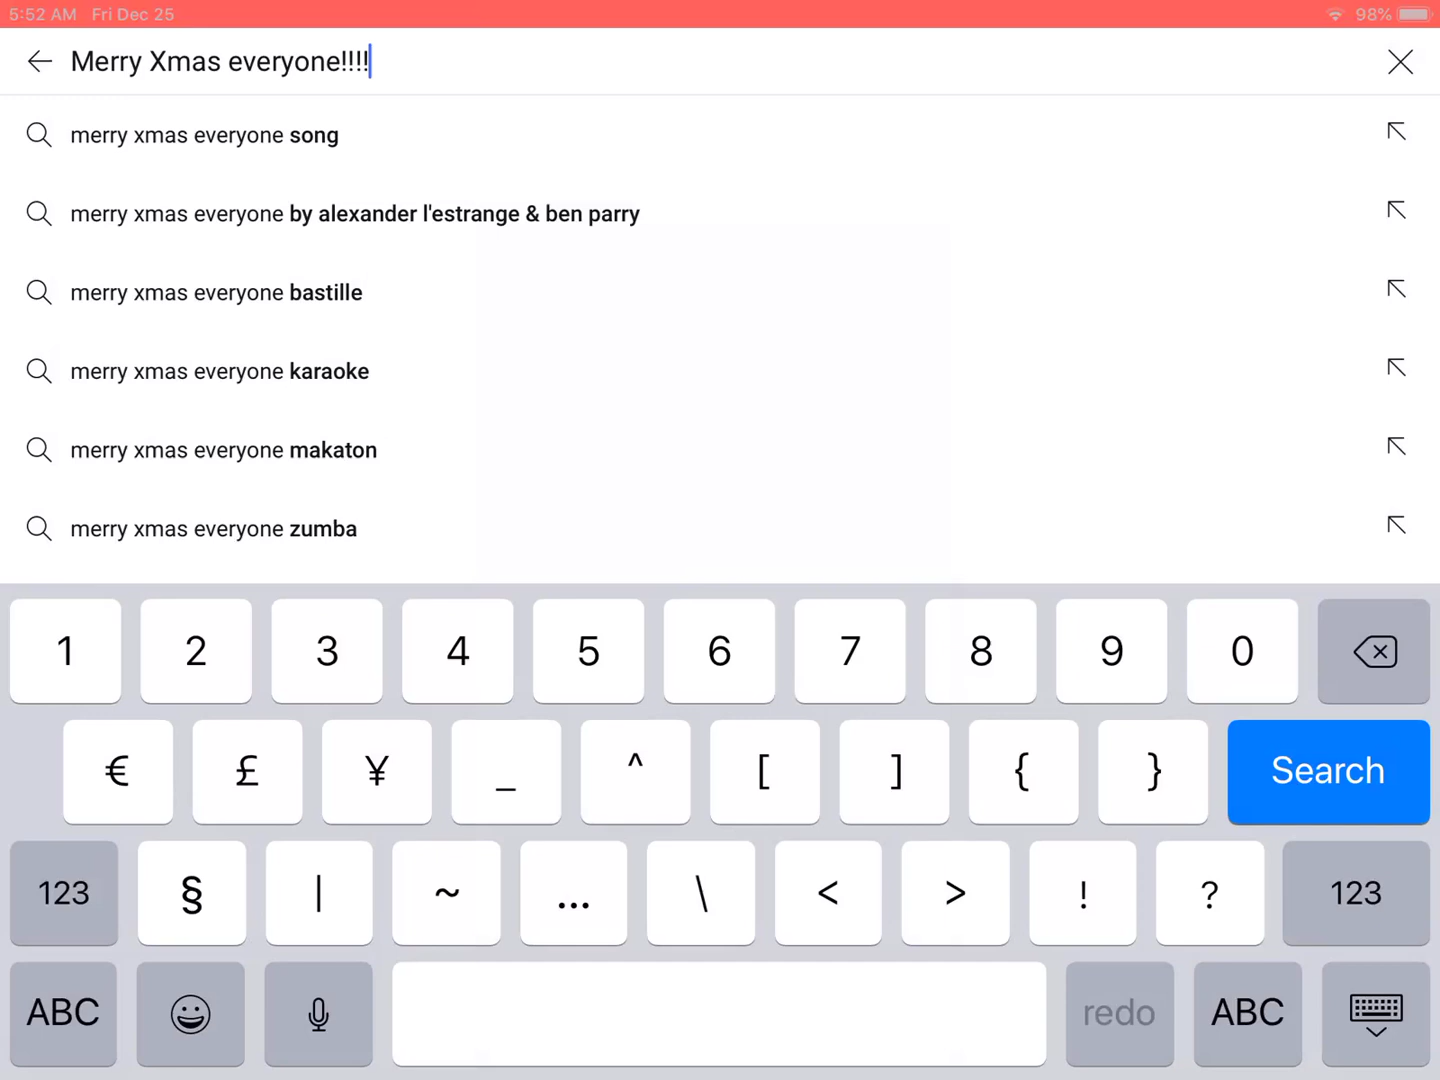 5:52 AM Fri Dec 25 98%
Merry Xmas everyone!!!!
merry xmas everyone song
merry xmas everyone by alexander l'estrange & ben parry
merry xmas everyone bastille
merry xmas everyone karaoke
merry xmas everyone makaton
merry xmas everyone zumba
1 2 3 4 5 6 7 8 9 0
€ £ ¥ _ ^ [ ] { } Search
123 § | ~ ... \ < > ! ? 123
ABC redo ABC